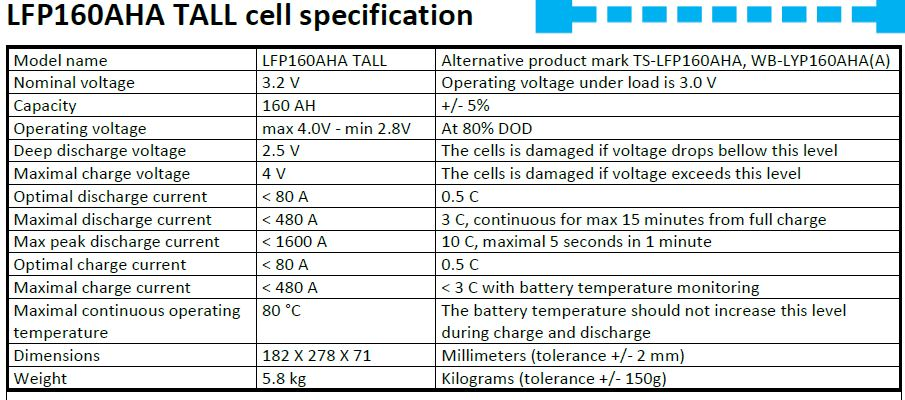 LFP160AHA TALL cell specification
Model name LFP160AHA TALL Alternative product mark TS-LFP160AHA, WB-LYP160AHA(A)
Nominal voltage 3.2 V Operating voltage under load is 3.0 V
Capacity 160 AH +/- 5%
Operating voltage max 4.0V - min 2.8V At 80% DOD
Deep discharge voltage 2.5 V The cells is damaged if voltage drops bellow this level
Maximal charge voltage 4 V The cells is damaged if voltage exceeds this level
Optimal discharge current < 80 A 0.5 C
Maximal discharge current < 480 A 3 C, continuous for max 15 minutes from full charge
Max peak discharge current < 1600 A 10 C, maximal 5 seconds in 1 minute
Optimal charge current < 80 A 0.5 C
Maximal charge current < 480 A < 3 C with battery temperature monitoring
Maximal continuous operating 80 °C The battery temperature should not increase this level
temperature during charge and discharge
Dimensions 182 X 278 X 71 Millimeters (tolerance +/- 2 mm)
Weight 5.8 kg Kilograms (tolerance +/- 150g)